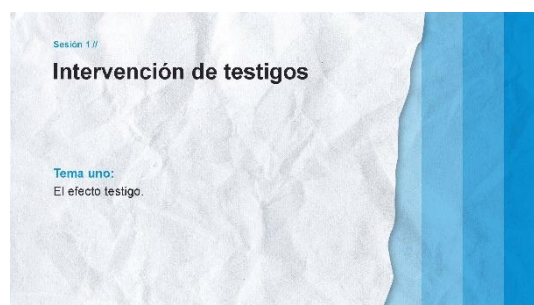 Sesión 1 //
Intervención de testigos
Tema uno:
El efecto testigo.